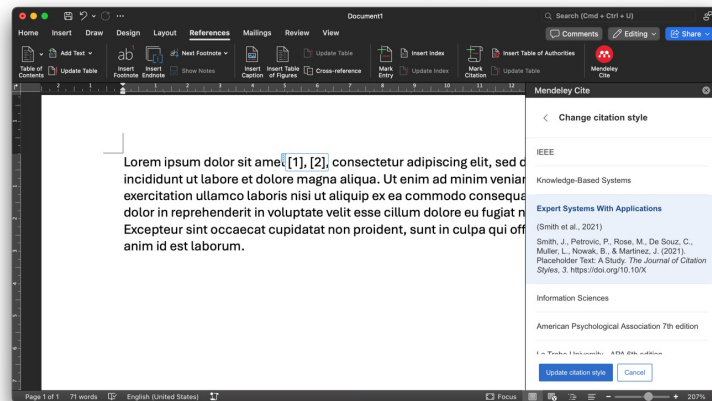 Document1
Search (Cmd + Ctrl + U)
Home Insert Draw Design Layout References Mailings Review View
Comments Editing Share
Table of Contents
Add Text
Update Table
ab
Insert Footnote
Insert Endnote
Next Footnote
Show Notes
Insert Caption
Insert Table of Figures
Update Table
Cross-reference
Mark Entry
Insert Index
Update Index
Mark Citation
Insert Table of Authorities
Update Table
Mendeley Cite
Mendeley Cite
Change citation style
IEEE
Knowledge-Based Systems
Expert Systems With Applications
(Smith et al., 2021)
Smith, J., Petrovic, P., Rose, M., De Souz, C.,
Muller, L., Nowak, B., & Martinez, J. (2021).
Placeholder Text: A Study. The Journal of Citation
Styles, 3. https://doi.org/10.10/X
Information Sciences
American Psychological Association 7th edition
La Trobe University - APA 6th edition
Update citation style Cancel
Lorem ipsum dolor sit amet [1], [2], consectetur adipiscing elit, sed d
incididunt ut labore et dolore magna aliqua. Ut enim ad minim veniar
exercitation ullamco laboris nisi ut aliquip ex ea commodo consequa
dolor in reprehenderit in voluptate velit esse cillum dolore eu fugiat n
Excepteur sint occaecat cupidatat non proident, sunt in culpa qui off
anim id est laborum.
Page 1 of 1 71 words English (United States) Focus 207%